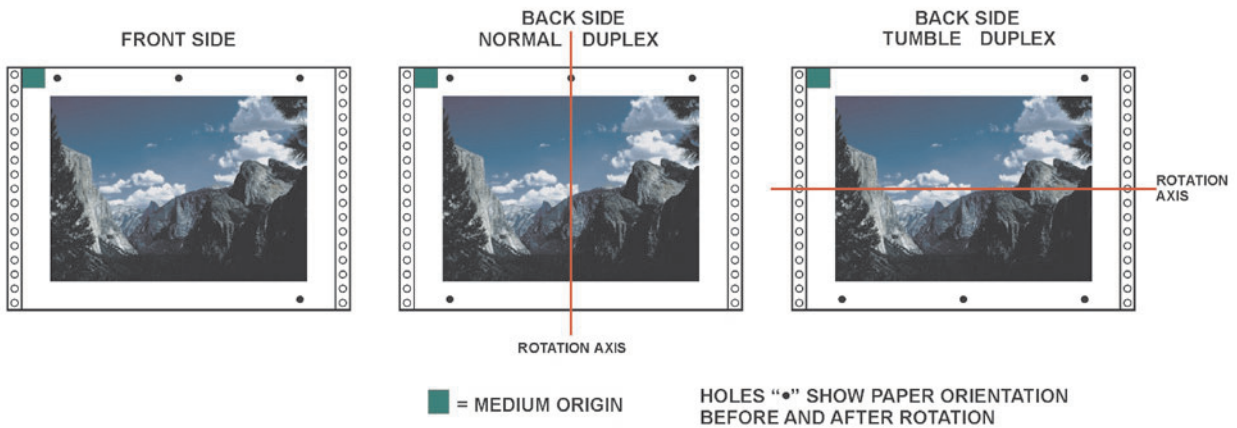 FRONT SIDE
BACK SIDE
NORMAL DUPLEX
BACK SIDE
TUMBLE DUPLEX
ROTATION
AXIS
ROTATION AXIS
= MEDIUM ORIGIN
HOLES “•” SHOW PAPER ORIENTATION
BEFORE AND AFTER ROTATION